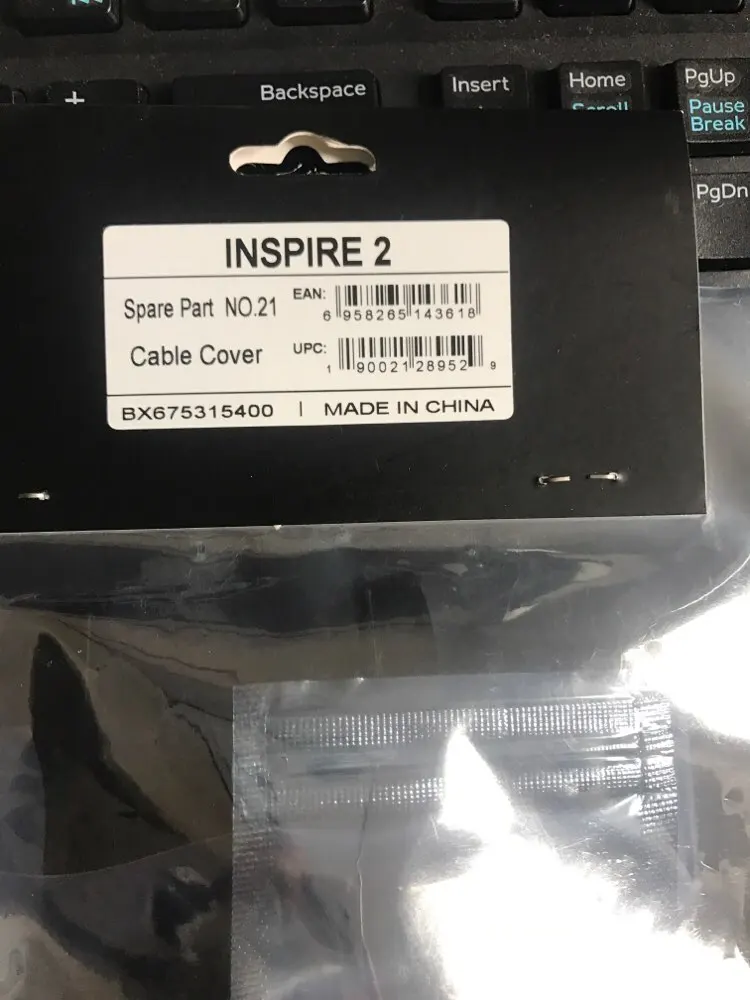 +
Backspace
Insert
Home
Scroll
PgUp
Pause
Break
PgDn
INSPIRE 2
Spare Part NO.21
EAN:
6 958265 143618
Cable Cover
UPC:
1 90021 28952 9
BX675315400 | MADE IN CHINA